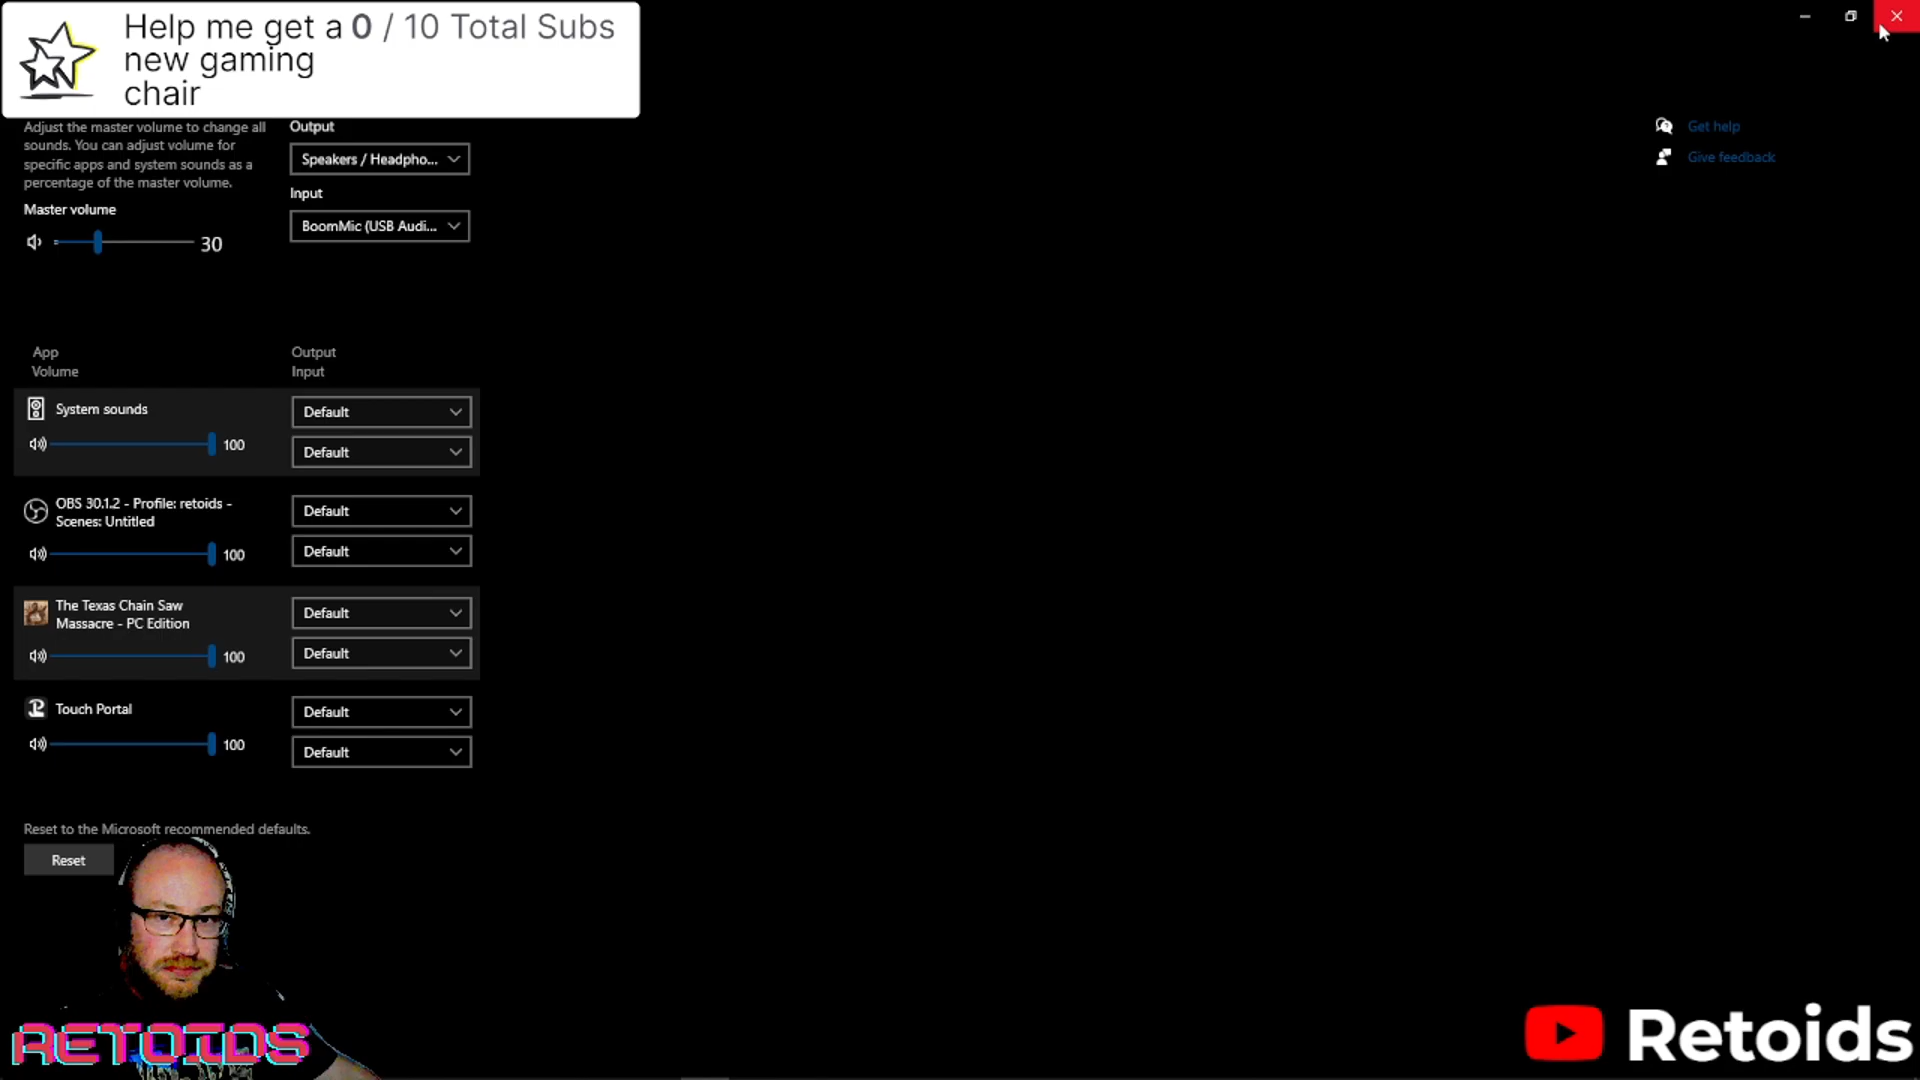 Help me get a 0 / 10 Total Subs
new gaming
chair
Adjust the master volume to change all
sounds. You can adjust volume for
specific apps and system sounds as a
percentage of the master volume.
Master volume
30
Output
Speakers / Headpho...
Input
BoomMic (USB Audi...
Get help
Give feedback
App
Volume
Output
Input
System sounds
100
Default
Default
OBS 30.1.2 - Profile: retoids -
Scenes: Untitled
100
Default
Default
The Texas Chain Saw
Massacre - PC Edition
100
Default
Default
Touch Portal
100
Default
Default
Reset to the Microsoft recommended defaults.
Reset
RETOIDS
Retoids